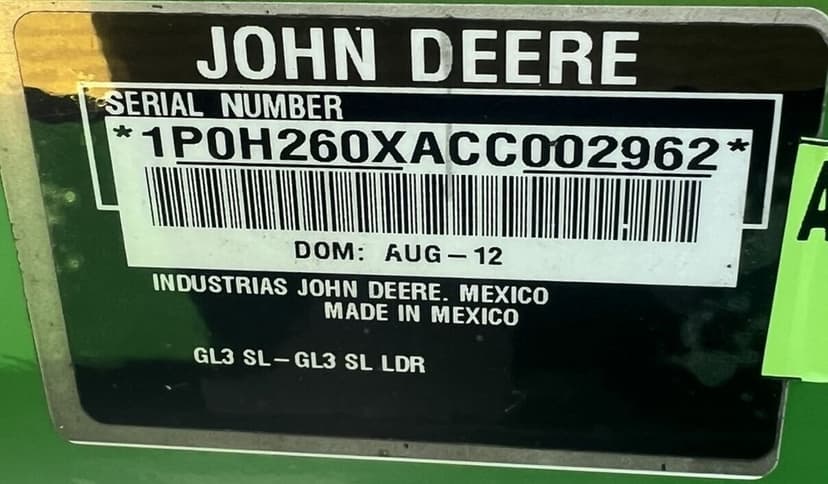 JOHN DEERE
SERIAL NUMBER
*1P0H260XACC002962*
DOM: AUG-12
INDUSTRIAS JOHN DEERE. MEXICO
MADE IN MEXICO
GL3 SL-GL3 SL LDR